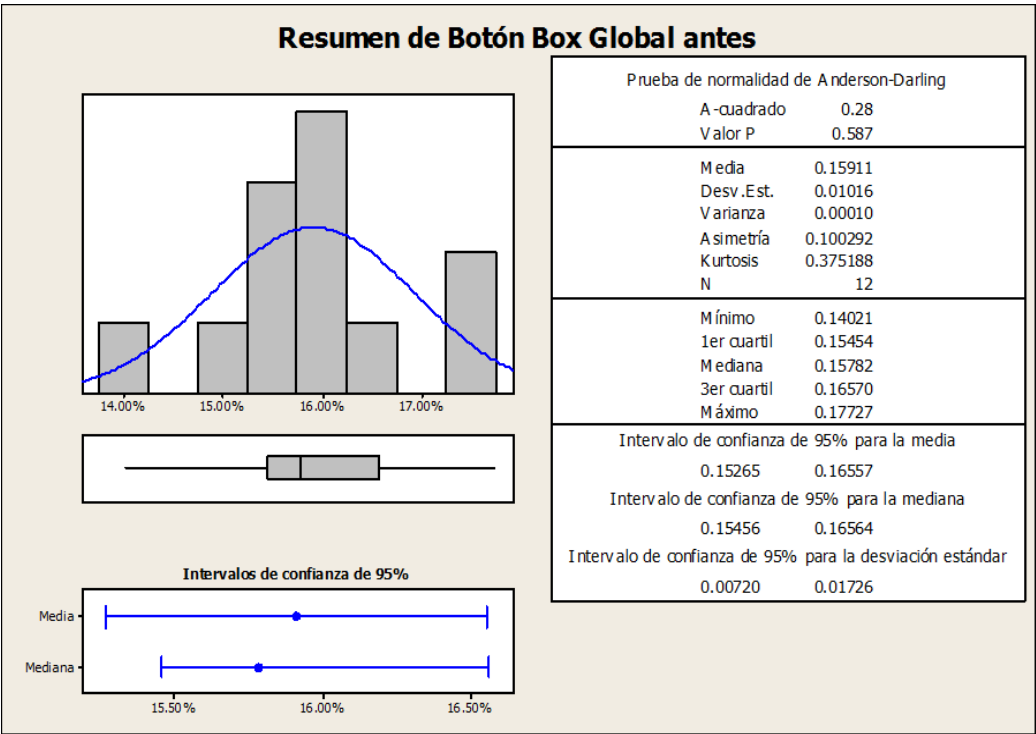 Resumen de Botón Box Global antes
14.00% 15.00% 16.00% 17.00%
Intervalos de confianza de 95%
Media
Mediana
15.50% 16.00% 16.50%
Prueba de normalidad de Anderson-Darling
A-cuadrado 0.28
Valor P 0.587
Media 0.15911
Desv.Est. 0.01016
Varianza 0.00010
Asimetría 0.100292
Kurtosis 0.375188
N 12
Mínimo 0.14021
1er cuartil 0.15454
Mediana 0.15782
3er cuartil 0.16570
Máximo 0.17727
Intervalo de confianza de 95% para la media
0.15265 0.16557
Intervalo de confianza de 95% para la mediana
0.15456 0.16564
Intervalo de confianza de 95% para la desviación estándar
0.00720 0.01726